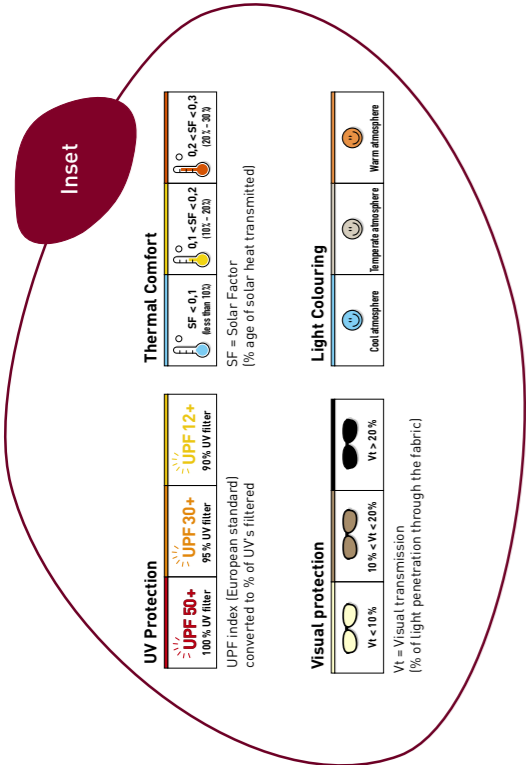 Inset
UV Protection
UPF 50+
100 % UV filter
UPF 30+
95 % UV filter
UPF 12+
90 % UV filter
UPF index (European standard)
converted to % of UV's filtered
Thermal Comfort
SF < 0,1
(less than 10%)
0,1 < SF < 0,2
(10% – 20%)
0,2 < SF < 0,3
(20% – 30%)
SF = Solar Factor
(% age of solar heat transmitted)
Visual protection
Vt < 10 %
10% < Vt < 20%
Vt > 20 %
Vt = Visual transmission
(% of light penetration through the fabric)
Light Colouring
Cool atmosphere
Temperate atmosphere
Warm atmosphere